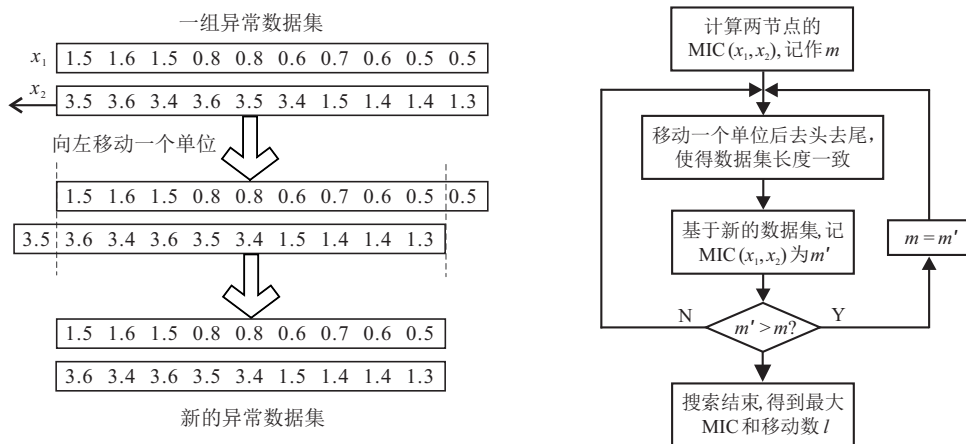 一组异常数据集
x₁ 1.5 1.6 1.5 0.8 0.8 0.6 0.7 0.6 0.5 0.5
x₂ 3.5 3.6 3.4 3.6 3.5 3.4 1.5 1.4 1.4 1.3
向左移动一个单位
1.5 1.6 1.5 0.8 0.8 0.6 0.7 0.6 0.5 0.5
3.5 3.6 3.4 3.6 3.5 3.4 1.5 1.4 1.4 1.3
1.5 1.6 1.5 0.8 0.8 0.6 0.7 0.6 0.5
3.6 3.4 3.6 3.5 3.4 1.5 1.4 1.4 1.3
新的异常数据集
计算两节点的
MIC(x₁,x₂),记作m
移动一个单位后去头去尾,
使得数据集长度一致
基于新的数据集,记
MIC(x₁,x₂)为m′
m=m′
N
m′>m?
Y
搜索结束,得到最大
MIC和移动数l